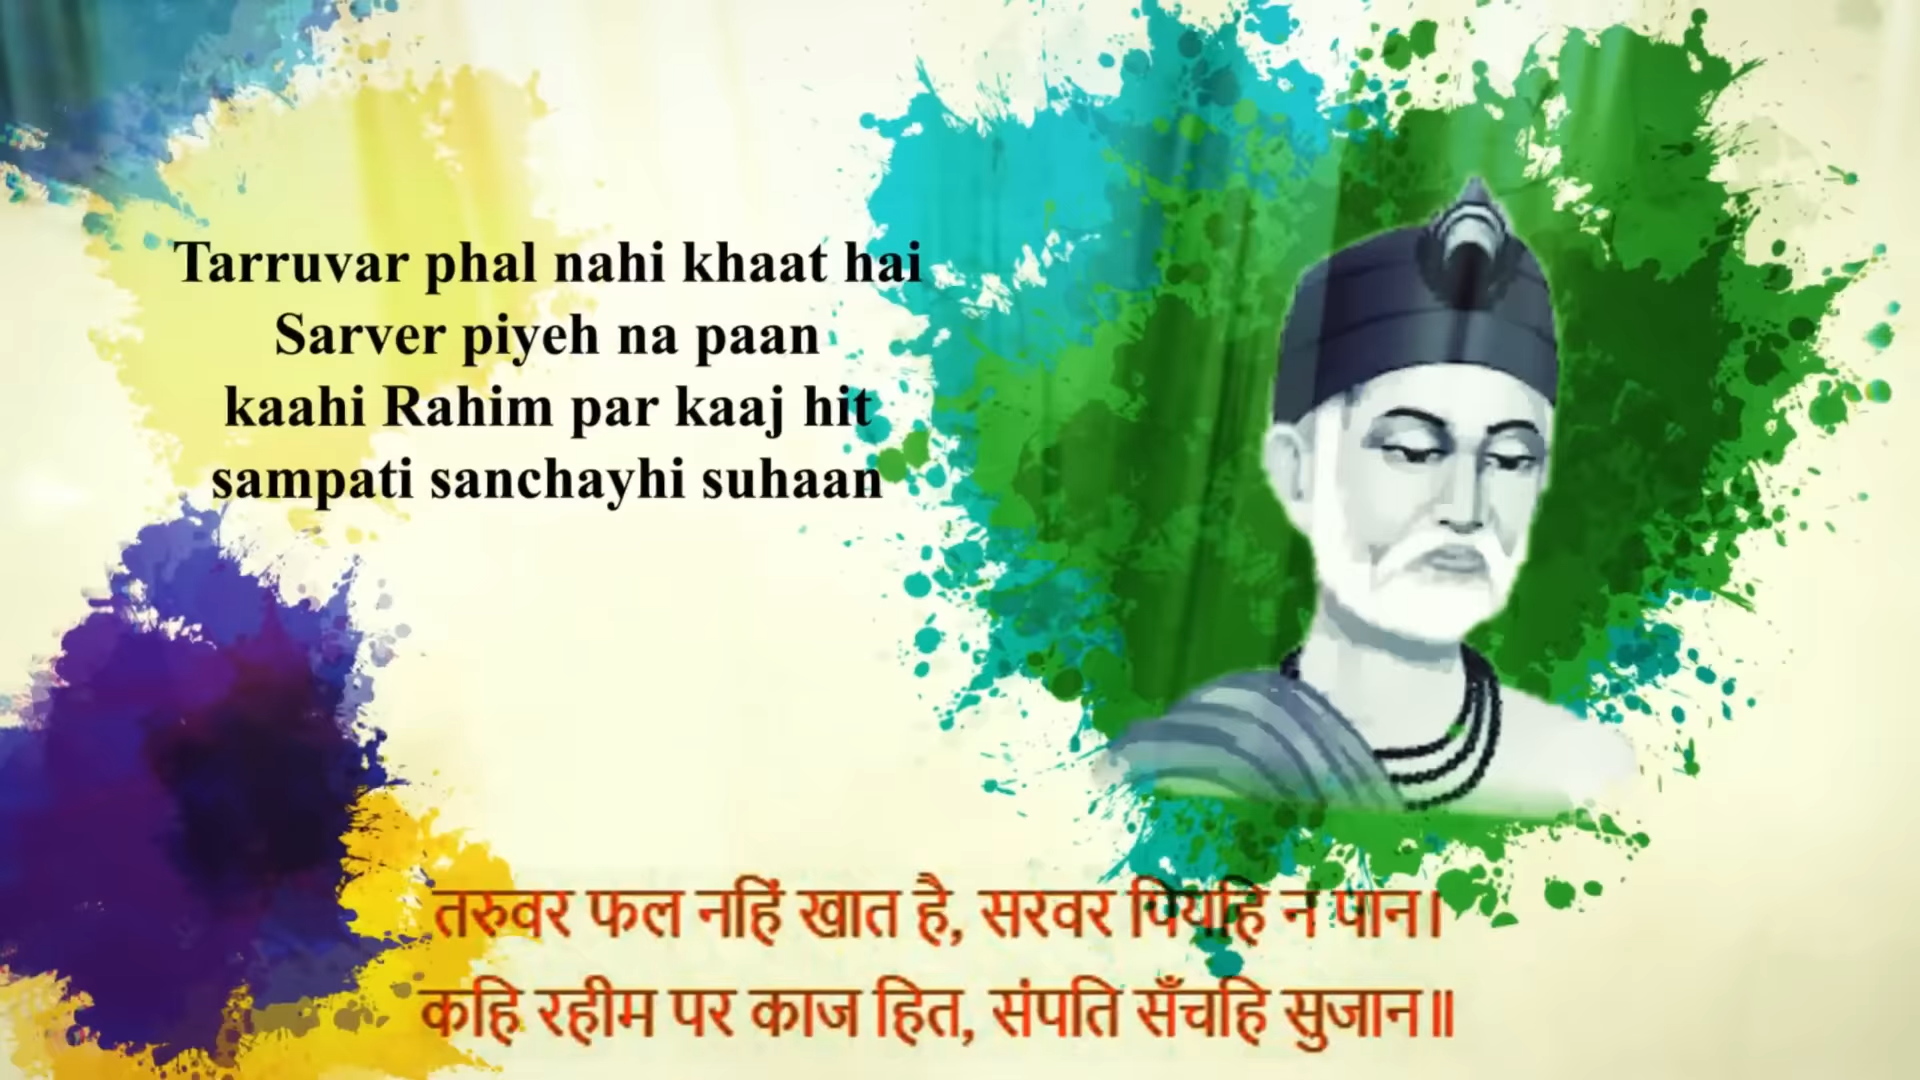 Tarruvar phal nahi khaat hai
Sarver piyeh na paan
kaahi Rahim par kaaj hit
sampati sanchayhi suhaan
तरुवर फल नहिं खात है, सरवर पियहि न पान।
कहि रहीम पर काज हित, संपति सँचहि सुजान॥